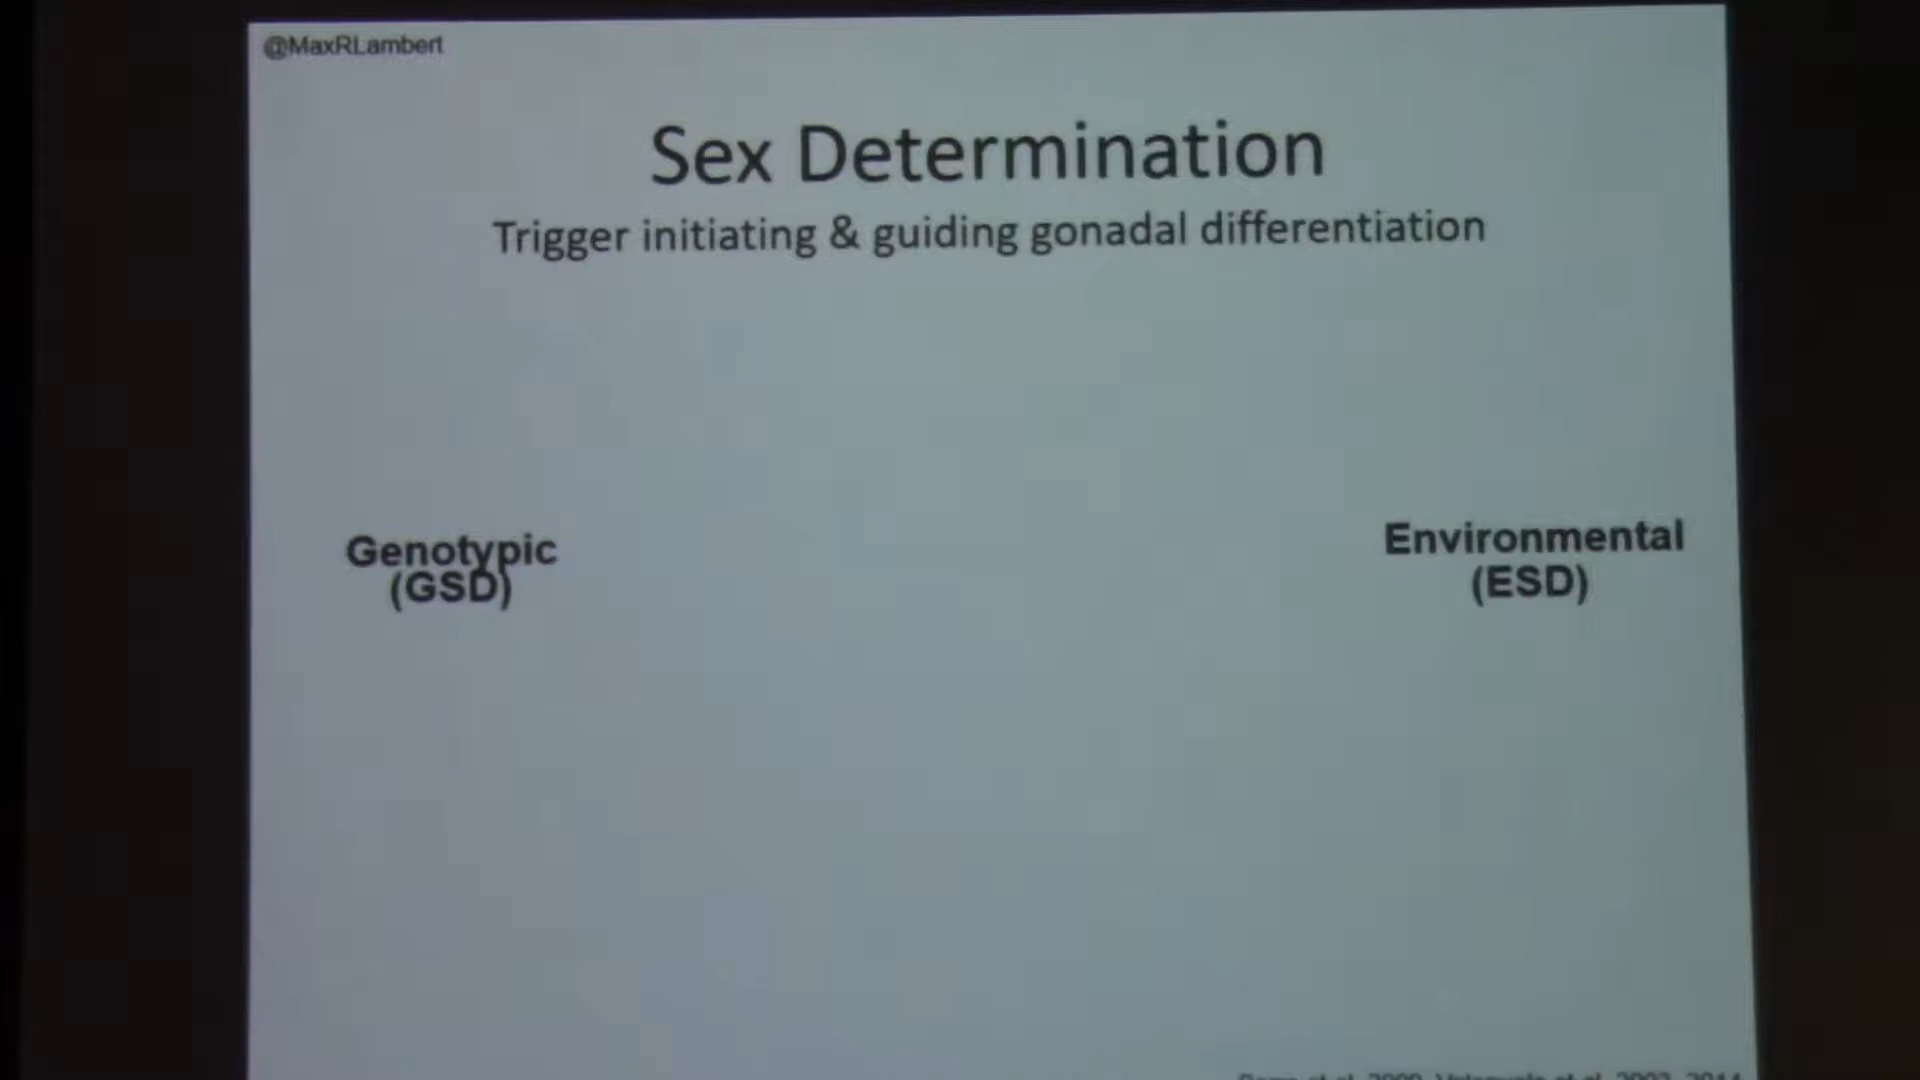 @MaxRLambert
Sex Determination
Trigger initiating & guiding gonadal differentiation
Genotypic
(GSD)
Environmental
(ESD)